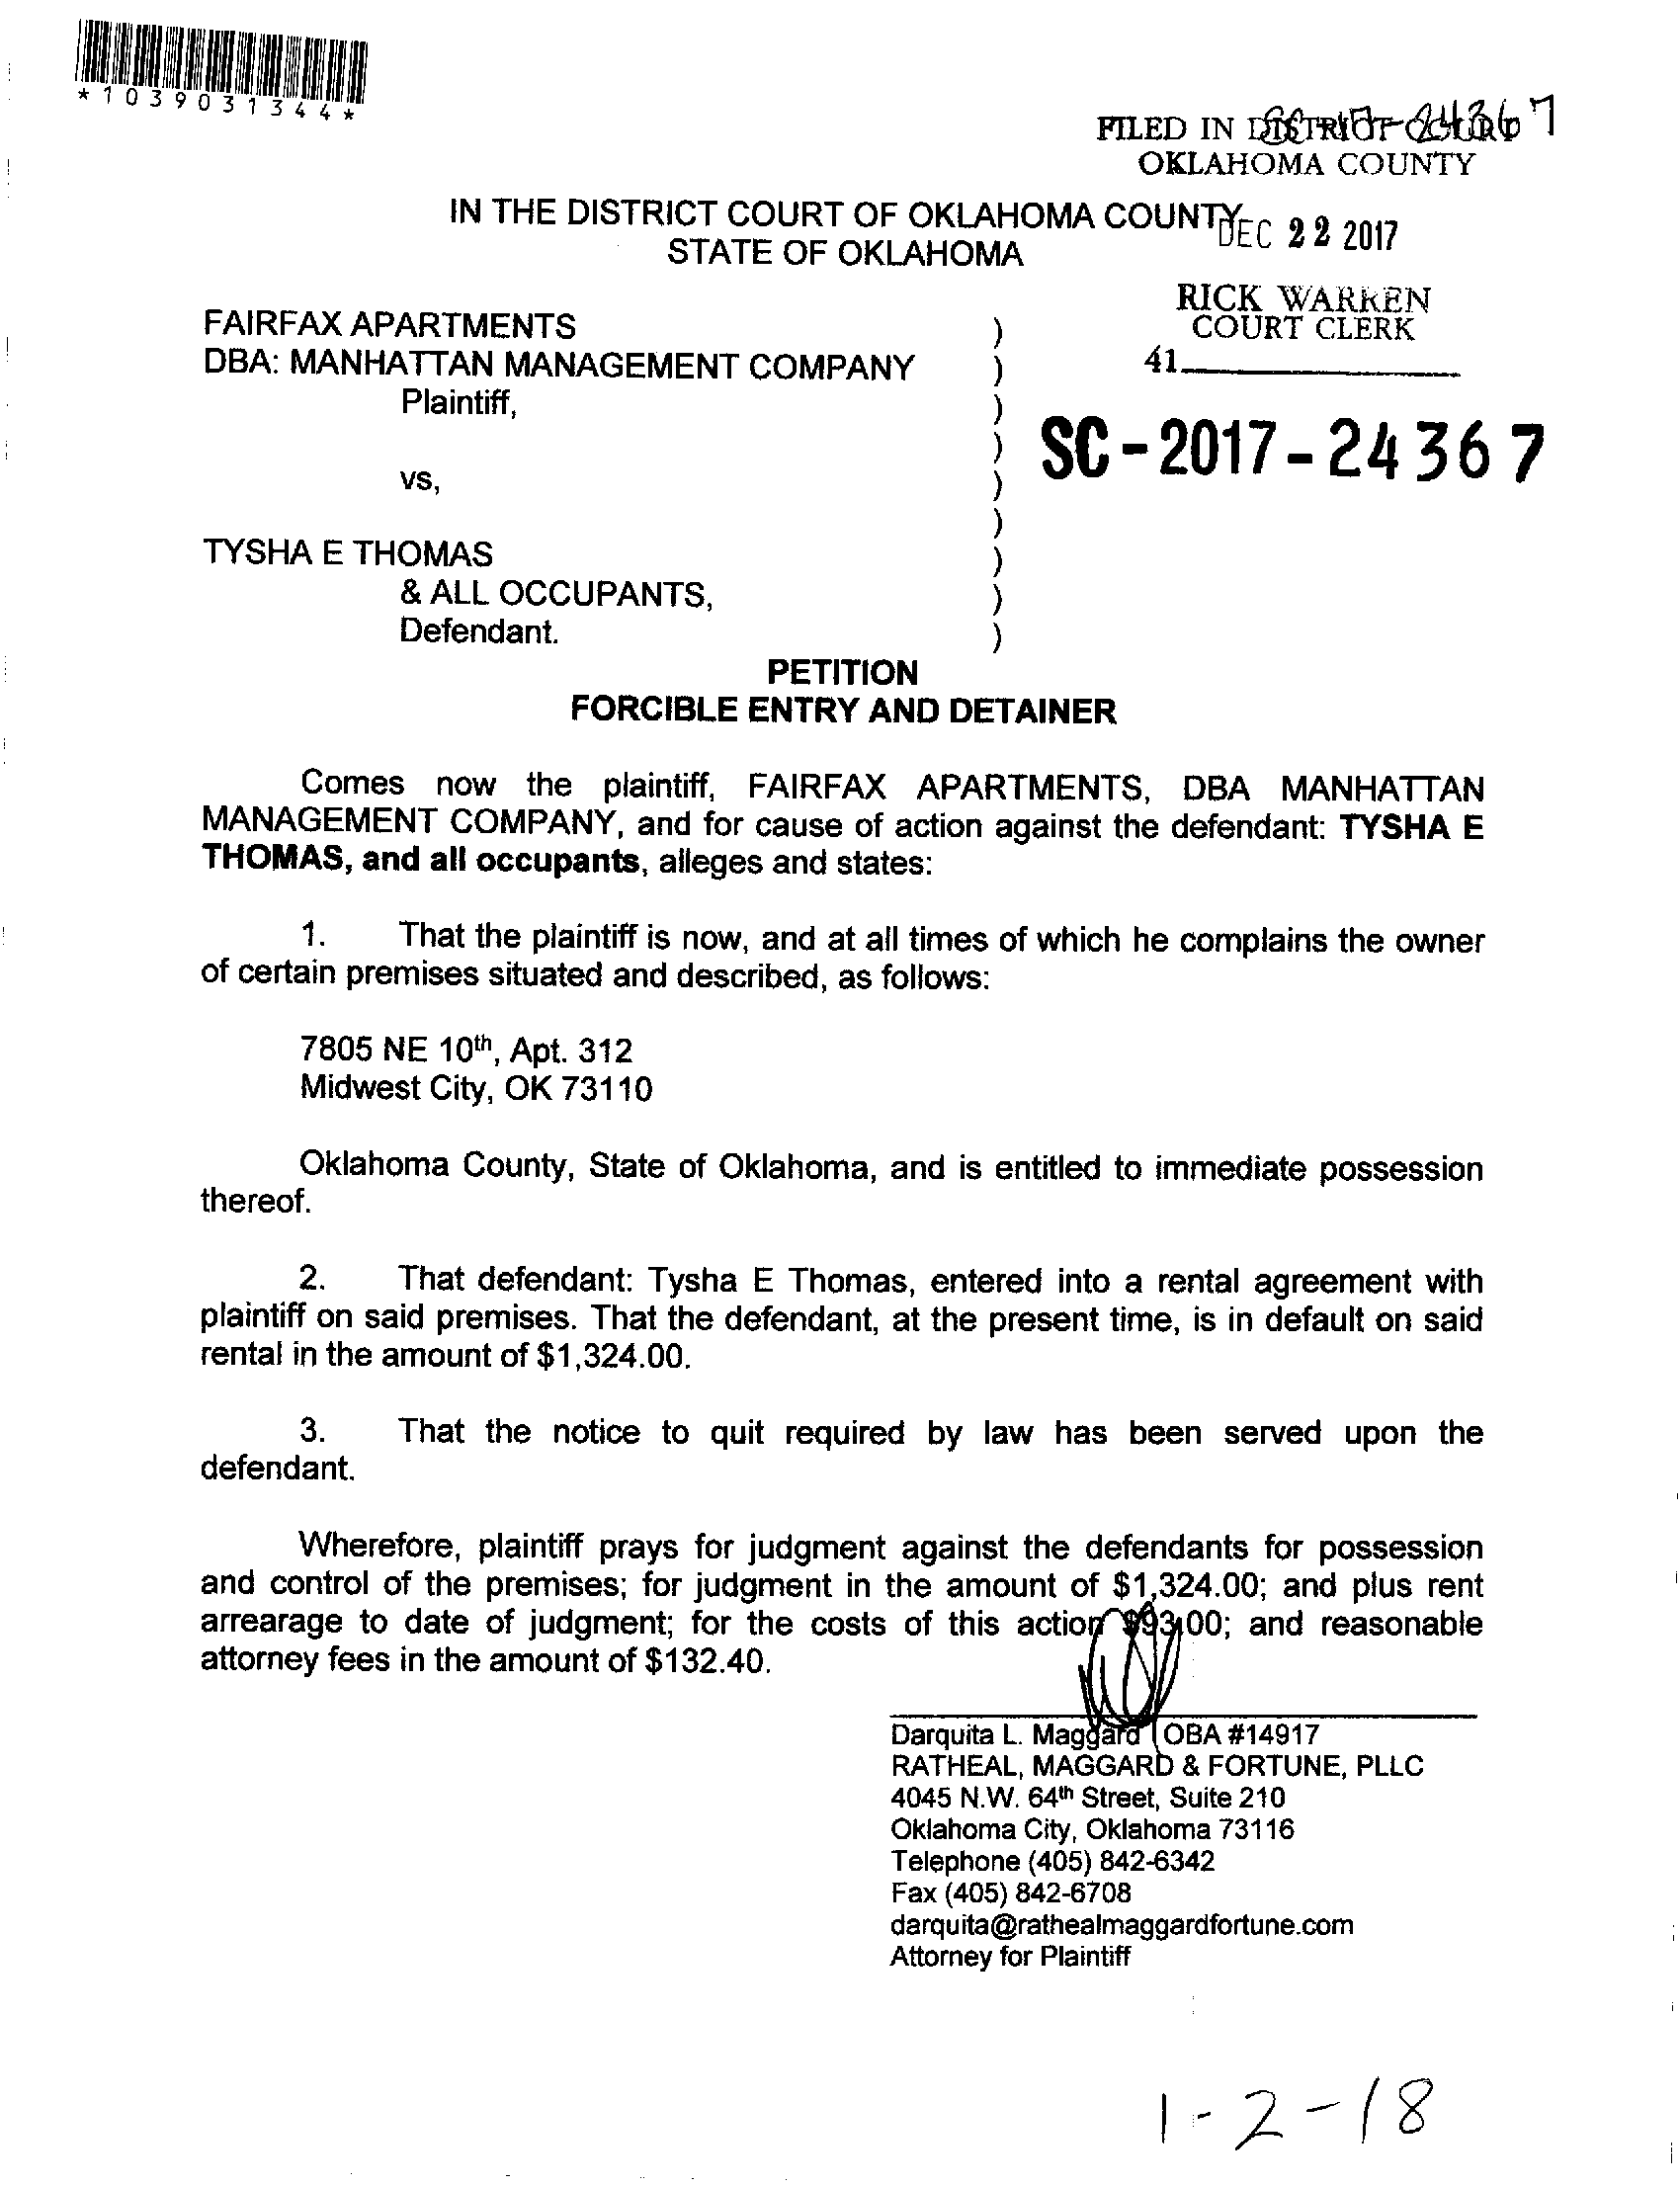 *1039031344*
FILED IN DISTRICT COURT
OKLAHOMA COUNTY
IN THE DISTRICT COURT OF OKLAHOMA COUNTY
DEC 22 2017
STATE OF OKLAHOMA
RICK WARREN
COURT CLERK
41
FAIRFAX APARTMENTS )
DBA: MANHATTAN MANAGEMENT COMPANY )
Plaintiff, )
)
SC-2017-24367
vs, )
)
TYSHA E THOMAS )
& ALL OCCUPANTS, )
Defendant. )
PETITION
FORCIBLE ENTRY AND DETAINER
Comes now the plaintiff, FAIRFAX APARTMENTS, DBA MANHATTAN
MANAGEMENT COMPANY, and for cause of action against the defendant: TYSHA E
THOMAS, and all occupants, alleges and states:
1. That the plaintiff is now, and at all times of which he complains the owner
of certain premises situated and described, as follows:
7805 NE 10th, Apt. 312
Midwest City, OK 73110
Oklahoma County, State of Oklahoma, and is entitled to immediate possession
thereof.
2. That defendant: Tysha E Thomas, entered into a rental agreement with
plaintiff on said premises. That the defendant, at the present time, is in default on said
rental in the amount of $1,324.00.
3. That the notice to quit required by law has been served upon the
defendant.
Wherefore, plaintiff prays for judgment against the defendants for possession
and control of the premises; for judgment in the amount of $1,324.00; and plus rent
arrearage to date of judgment; for the costs of this action $93.00; and reasonable
attorney fees in the amount of $132.40.
Darquita L. Maggard OBA #14917
RATHEAL, MAGGARD & FORTUNE, PLLC
4045 N.W. 64th Street, Suite 210
Oklahoma City, Oklahoma 73116
Telephone (405) 842-6342
Fax (405) 842-6708
darquita@rathealmaggardfortune.com
Attorney for Plaintiff
1-2-18